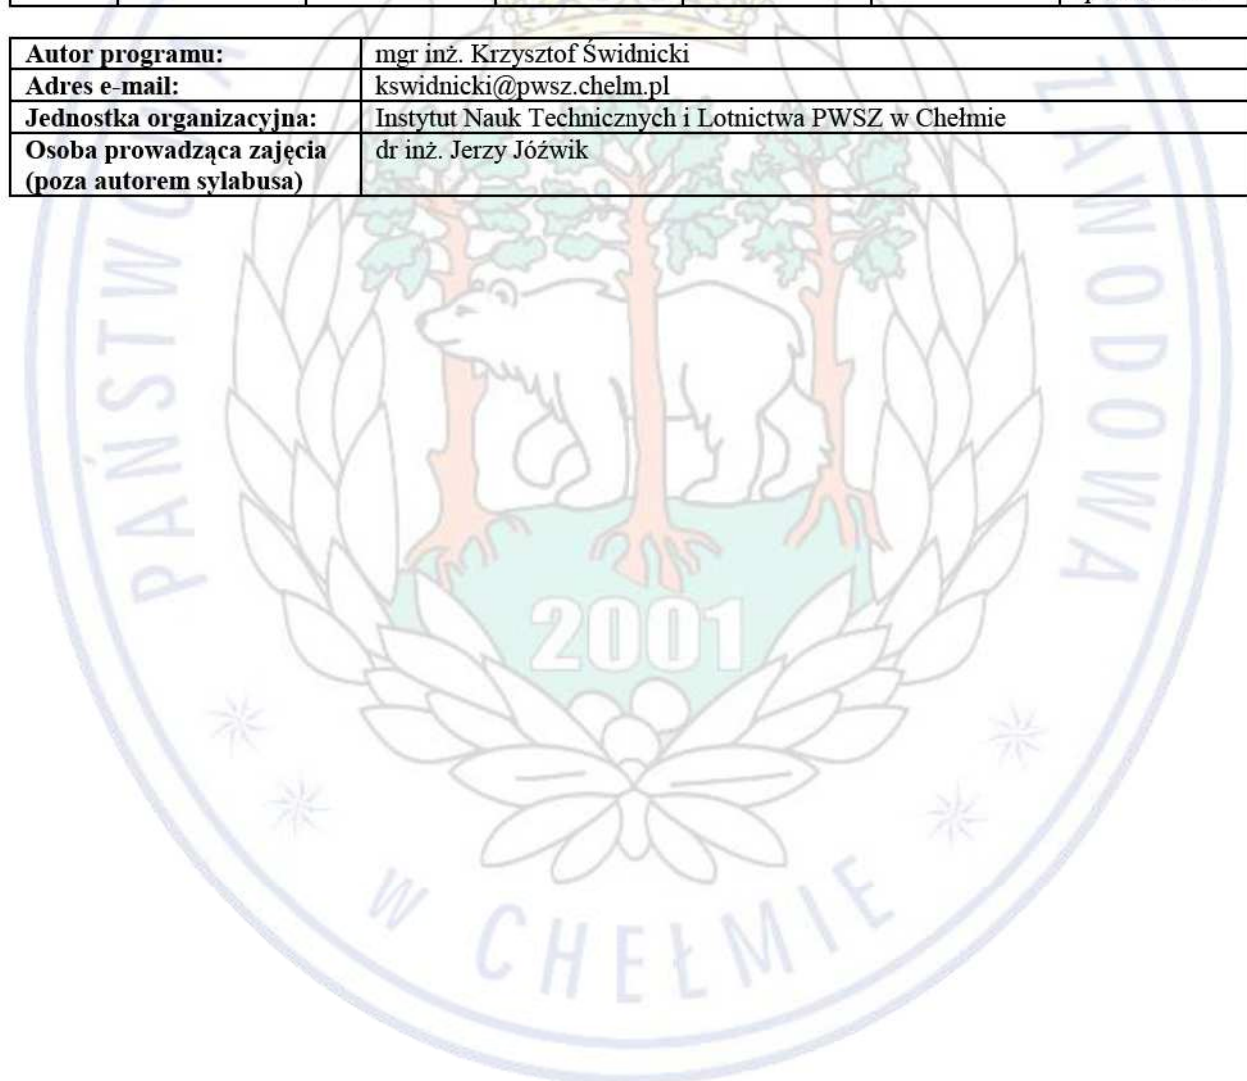 Autor programu: mgr inż. Krzysztof Świdnicki
Adres e-mail: kswidnicki@pwsz.chelm.pl
Jednostka organizacyjna: Instytut Nauk Technicznych i Lotnictwa PWSZ w Chełmie
Osoba prowadząca zajęcia dr inż. Jerzy Jóźwik
(poza autorem sylabusa)
PAŃSTWOWA
ZAWODOWA
2001
W CHEŁMIE